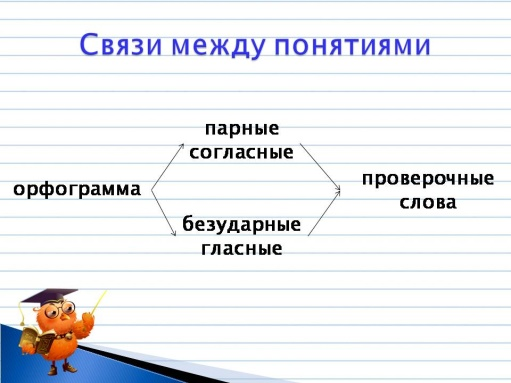 Связи между понятиями
парные
согласные
орфограмма
проверочные
слова
безударные
гласные